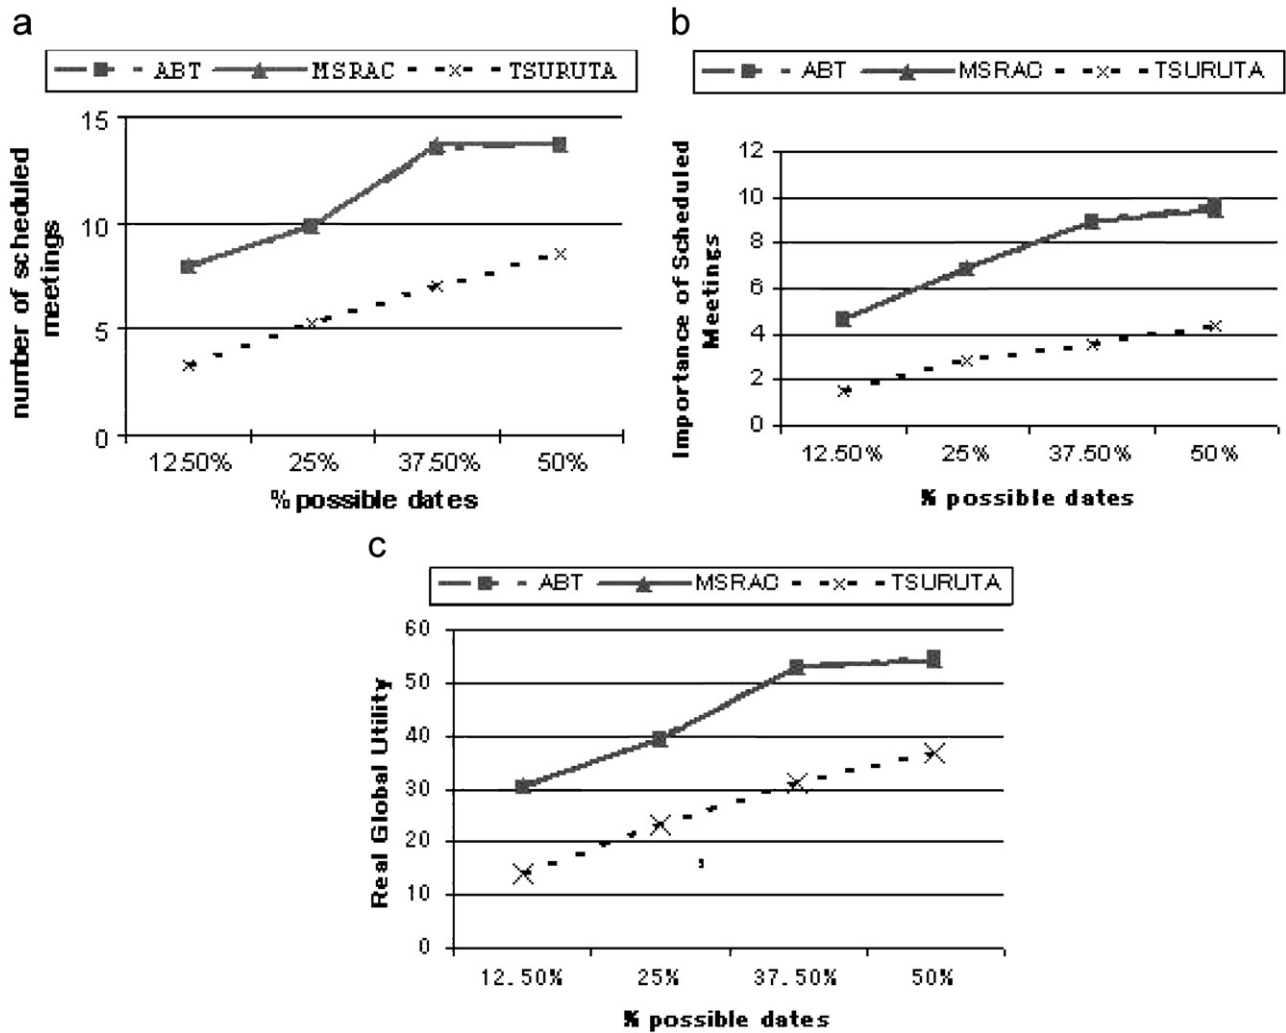 a
ABT MSRAC TSURUTA
15
10
5
0
number of scheduled
meetings
12.50% 25% 37.50% 50%
% possible dates
b
ABT MSRAC TSURUTA
12
10
8
6
4
2
0
Importance of Scheduled
Meetings
12.50% 25% 37.50% 50%
% possible dates
c
ABT MSRAC TSURUTA
60
50
40
30
20
10
0
Real Global Utility
12.50% 25% 37.50% 50%
% possible dates